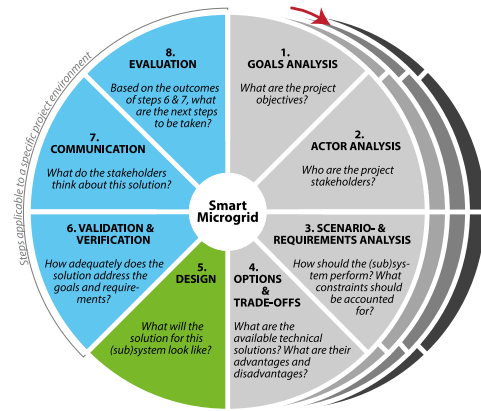 Steps applicable to a specific project environment
8.
EVALUATION
Based on the outcomes
of steps 6 & 7, what
are the next steps
to be taken?
1.
GOALS ANALYSIS
What are the project
objectives?
2.
ACTOR ANALYSIS
Who are the project
stakeholders?
7.
COMMUNICATION
What do the stakeholders
think about this solution?
Smart
Microgrid
3. SCENARIO- &
REQUIREMENTS ANALYSIS
How should the (sub)sys-
tem perform? What
constraints should
be accounted
for?
6. VALIDATION &
VERIFICATION
How adequately does the
solution address the
goals and require-
ments?
5.
DESIGN
What will the
solution for this
(sub)system look like?
4.
OPTIONS
&
TRADE-OFFS
What are the
available technical
solutions? What are their
advantages and
disadvantages?